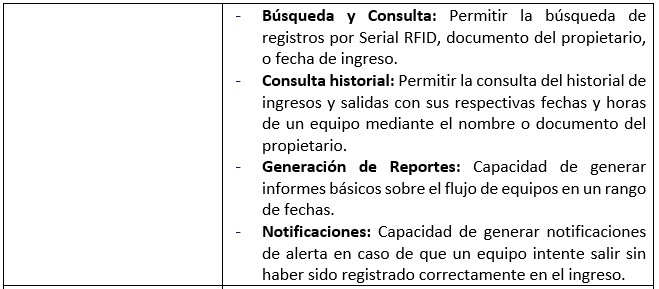 - Búsqueda y Consulta: Permitir la búsqueda de
registros por Serial RFID, documento del propietario,
o fecha de ingreso.
- Consulta historial: Permitir la consulta del historial de
ingresos y salidas con sus respectivas fechas y horas
de un equipo mediante el nombre o documento del
propietario.
- Generación de Reportes: Capacidad de generar
informes básicos sobre el flujo de equipos en un rango
de fechas.
- Notificaciones: Capacidad de generar notificaciones
de alerta en caso de que un equipo intente salir sin
haber sido registrado correctamente en el ingreso.